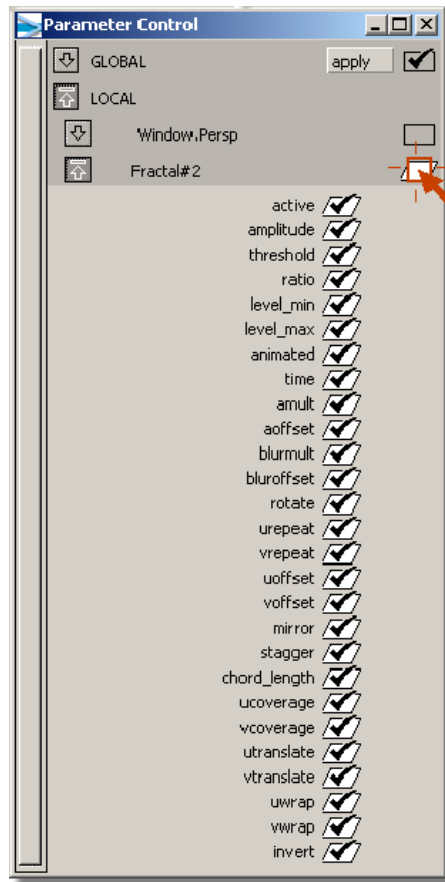 Parameter Control
GLOBAL apply
LOCAL
Window.Persp
Fractal#2
active
amplitude
threshold
ratio
level_min
level_max
animated
time
amult
aoffset
blurmult
bluroffset
rotate
urepeat
vrepeat
uoffset
voffset
mirror
stagger
chord_length
ucoverage
vcoverage
utranslate
vtranslate
uwrap
vwrap
invert